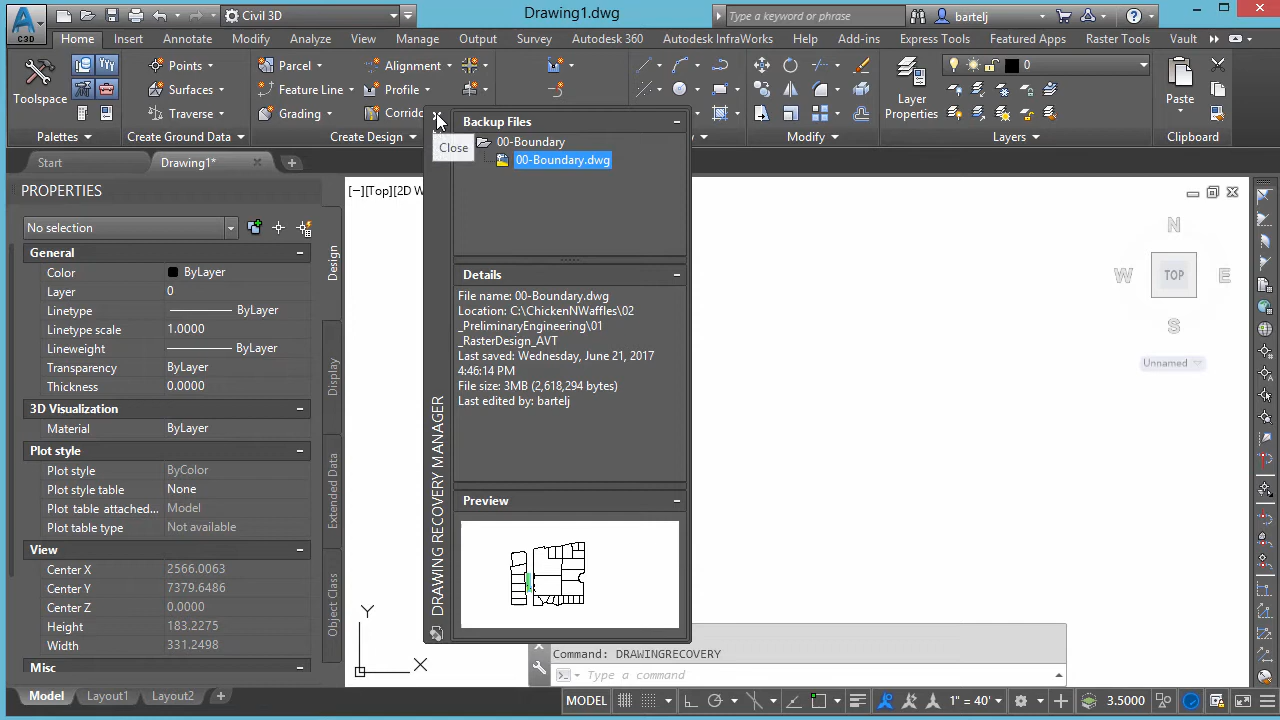 Civil 3D
Drawing1.dwg
Type a keyword or phrase
bartelj
C3D
Home Insert Annotate Modify Analyze View Manage Output Survey Autodesk 360 Autodesk InfraWorks Help Add-ins Express Tools Featured Apps Raster Tools Vault
Toolspace
Points
Surfaces
Traverse
Parcel
Feature Line
Grading
Alignment
Profile
Layer
Properties
0
Paste
Palettes
Create Ground Data
Create Design
Modify
Layers
Clipboard
Start
Drawing1*
PROPERTIES
No selection
General
Color ByLayer
Layer 0
Linetype ByLayer
Linetype scale 1.0000
Lineweight ByLayer
Transparency ByLayer
Thickness 0.0000
3D Visualization
Material ByLayer
Plot style
Plot style ByColor
Plot style table None
Plot table attached... Model
Plot table type Not available
View
Center X 2566.0063
Center Y 7379.6486
Center Z 0.0000
Height 183.2275
Width 331.2498
Misc
Design
Display
Extended Data
Object Class
[−][Top][2D W
Close
DRAWING RECOVERY MANAGER
Backup Files
00-Boundary
00-Boundary.dwg
Details
File name: 00-Boundary.dwg
Location: C:\ChickenNWaffles\02
_PreliminaryEngineering\01
_RasterDesign_AVT
Last saved: Wednesday, June 21, 2017
4:46:14 PM
File size: 3MB (2,618,294 bytes)
Last edited by: bartelj
Preview
N
W TOP E
S
Unnamed
Y
X
Command: DRAWINGRECOVERY
Type a command
Model Layout1 Layout2
MODEL
1" = 40'
3.5000